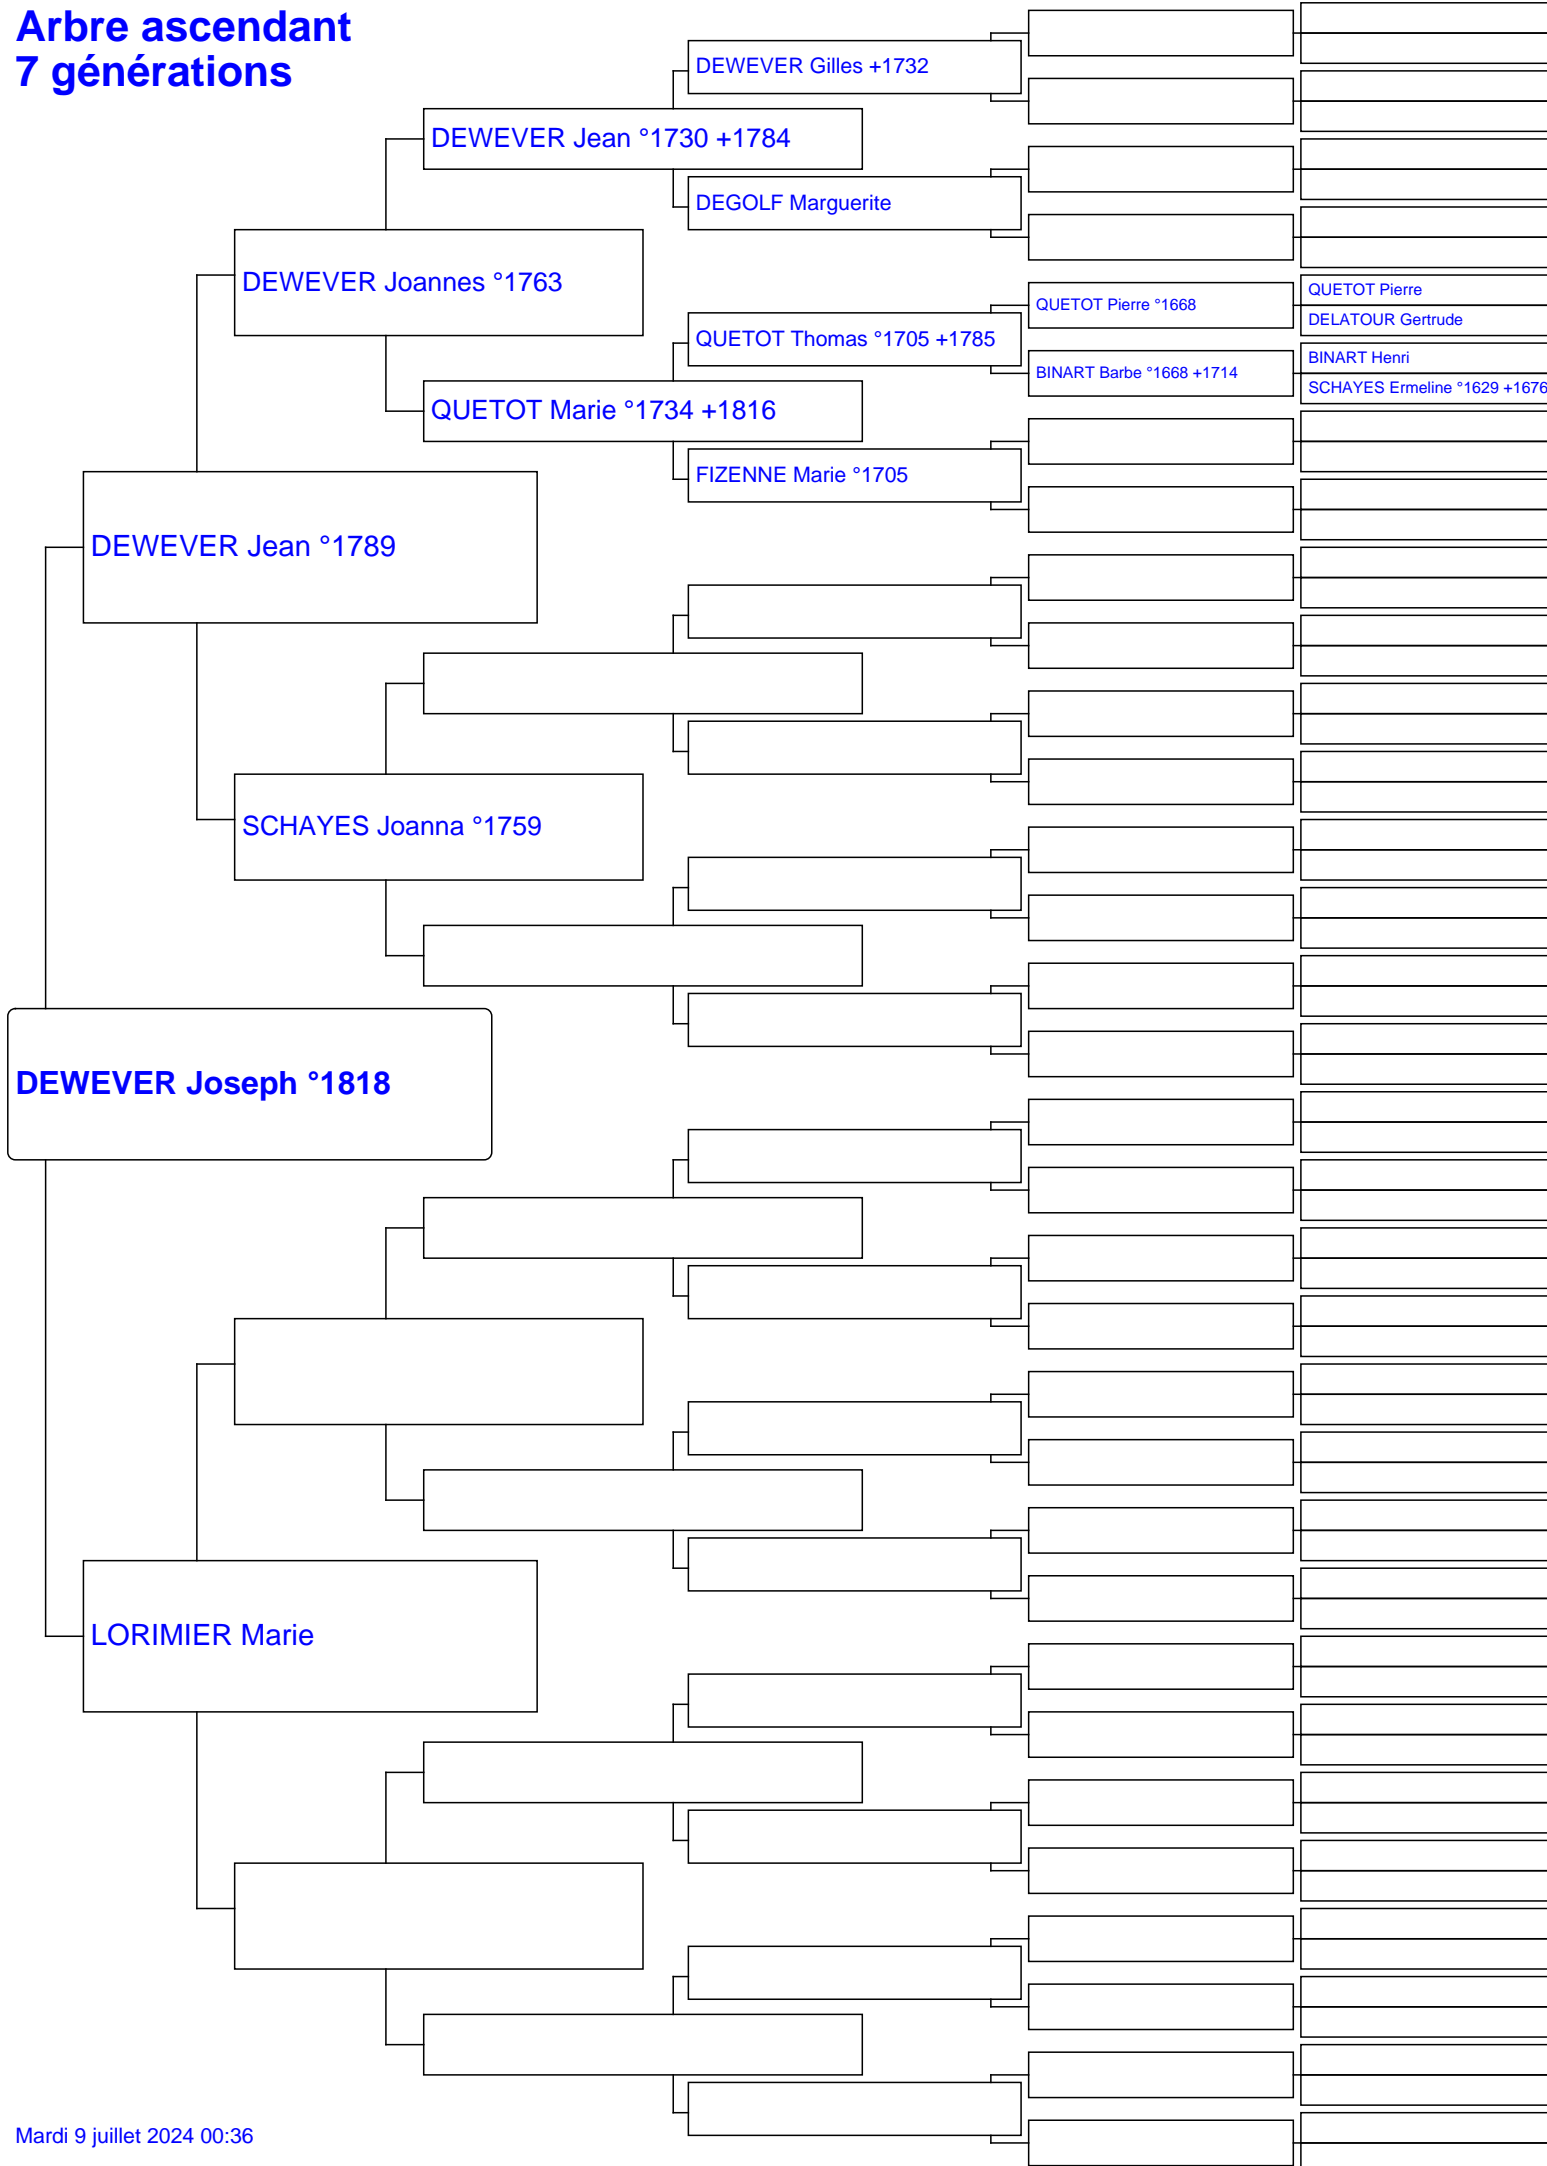 Arbre ascendant
7 générations
DEWEVER Gilles +1732
DEWEVER Jean °1730 +1784
DEGOLF Marguerite
DEWEVER Joannes °1763
QUETOT Pierre
QUETOT Pierre °1668
DELATOUR Gertrude
QUETOT Thomas °1705 +1785
BINART Henri
BINART Barbe °1668 +1714
SCHAYES Ermeline °1629 +1676
QUETOT Marie °1734 +1816
FIZENNE Marie °1705
DEWEVER Jean °1789
SCHAYES Joanna °1759
DEWEVER Joseph °1818
LORIMIER Marie
Mardi 9 juillet 2024 00:36